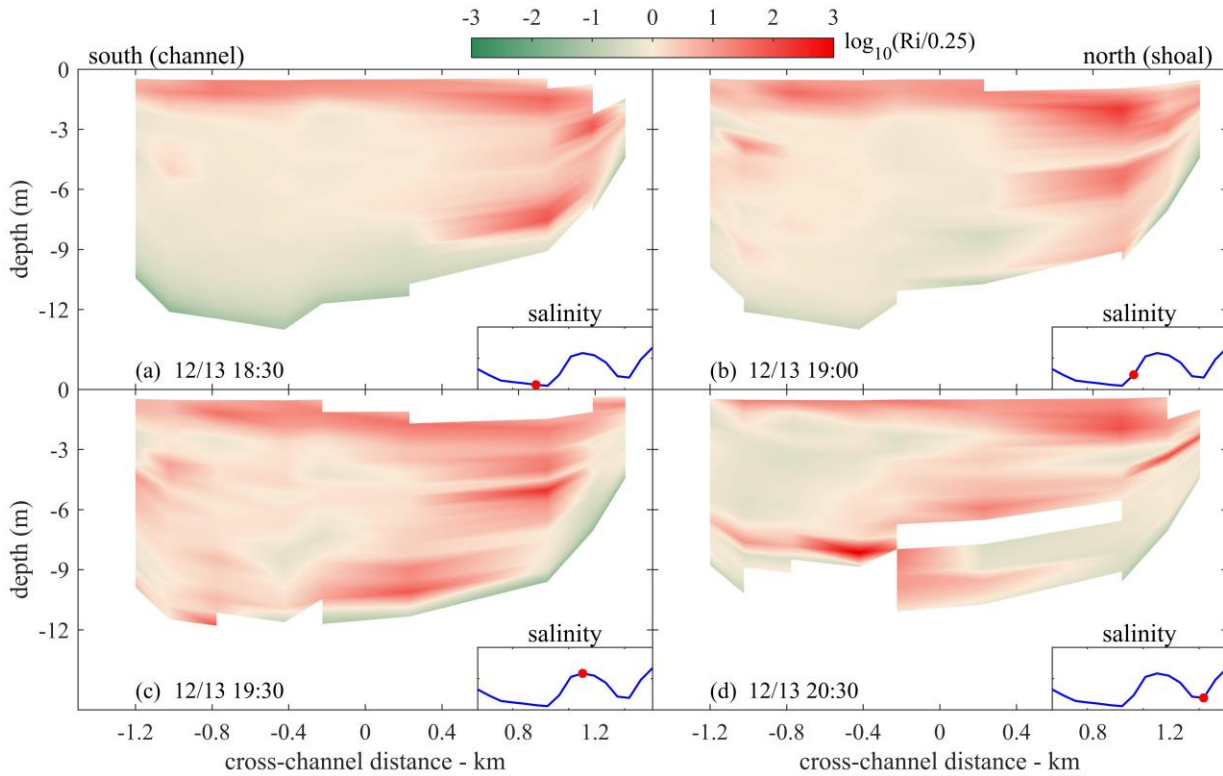 -3 -2 -1 0 1 2 3
log10(Ri/0.25)
south (channel)
north (shoal)
0
-3
-6
-9
-12
depth (m)
salinity
(a) 12/13 18:30
salinity
(b) 12/13 19:00
0
-3
-6
-9
-12
depth (m)
salinity
(c) 12/13 19:30
salinity
(d) 12/13 20:30
-1.2 -0.8 -0.4 0 0.4 0.8 1.2
cross-channel distance - km
-1.2 -0.8 -0.4 0 0.4 0.8 1.2
cross-channel distance - km